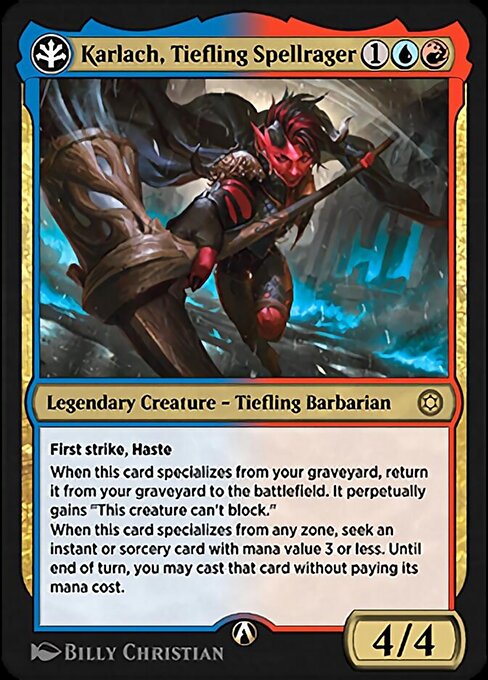 Karlach, Tiefling Spellrager 1
Legendary Creature – Tiefling Barbarian
First strike, Haste
When this card specializes from your graveyard, return
it from your graveyard to the battlefield. It perpetually
gains "This creature can't block."
When this card specializes from any zone, seek an
instant or sorcery card with mana value 3 or less. Until
end of turn, you may cast that card without paying its
mana cost.
4/4
Billy Christian